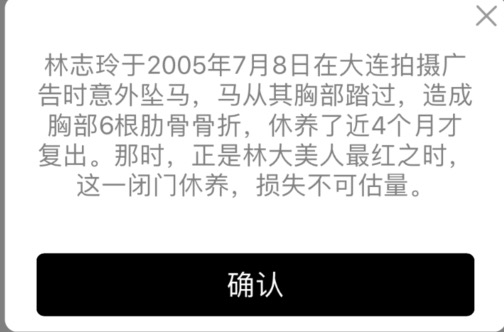 林志玲于2005年7月8日在大连拍摄广
告时意外坠马，马从其胸部踏过，造成
胸部6根肋骨骨折，休养了近4个月才
复出。那时，正是林大美人最红之时，
这一闭门休养，损失不可估量。
确认